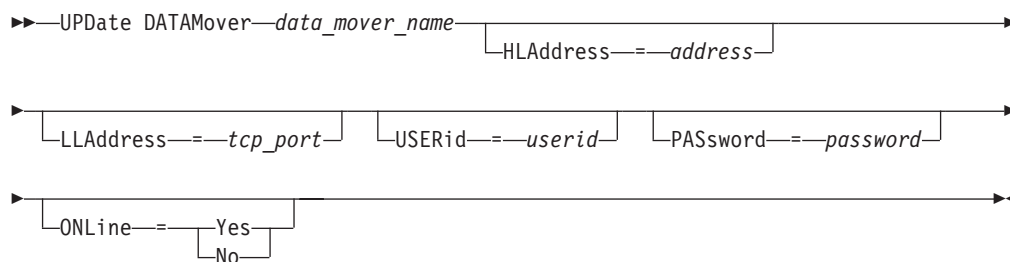 UPDate DATAMover data_mover_name
HLAddress = address
LLAddress = tcp_port USERid = userid PASsword = password
ONLine = Yes
No